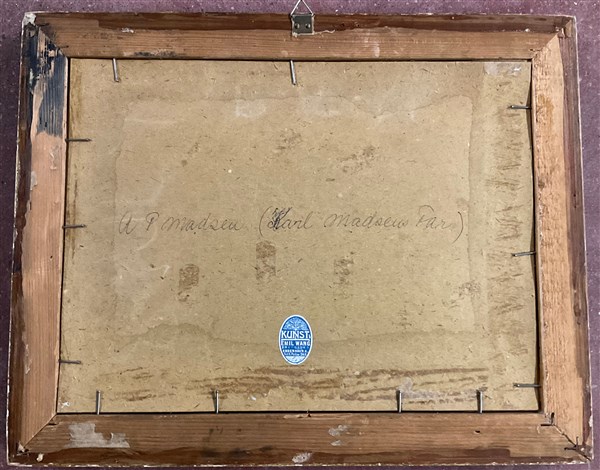 A P Madsen (Karl Madsens Far)
KUNST
EMIL WANG